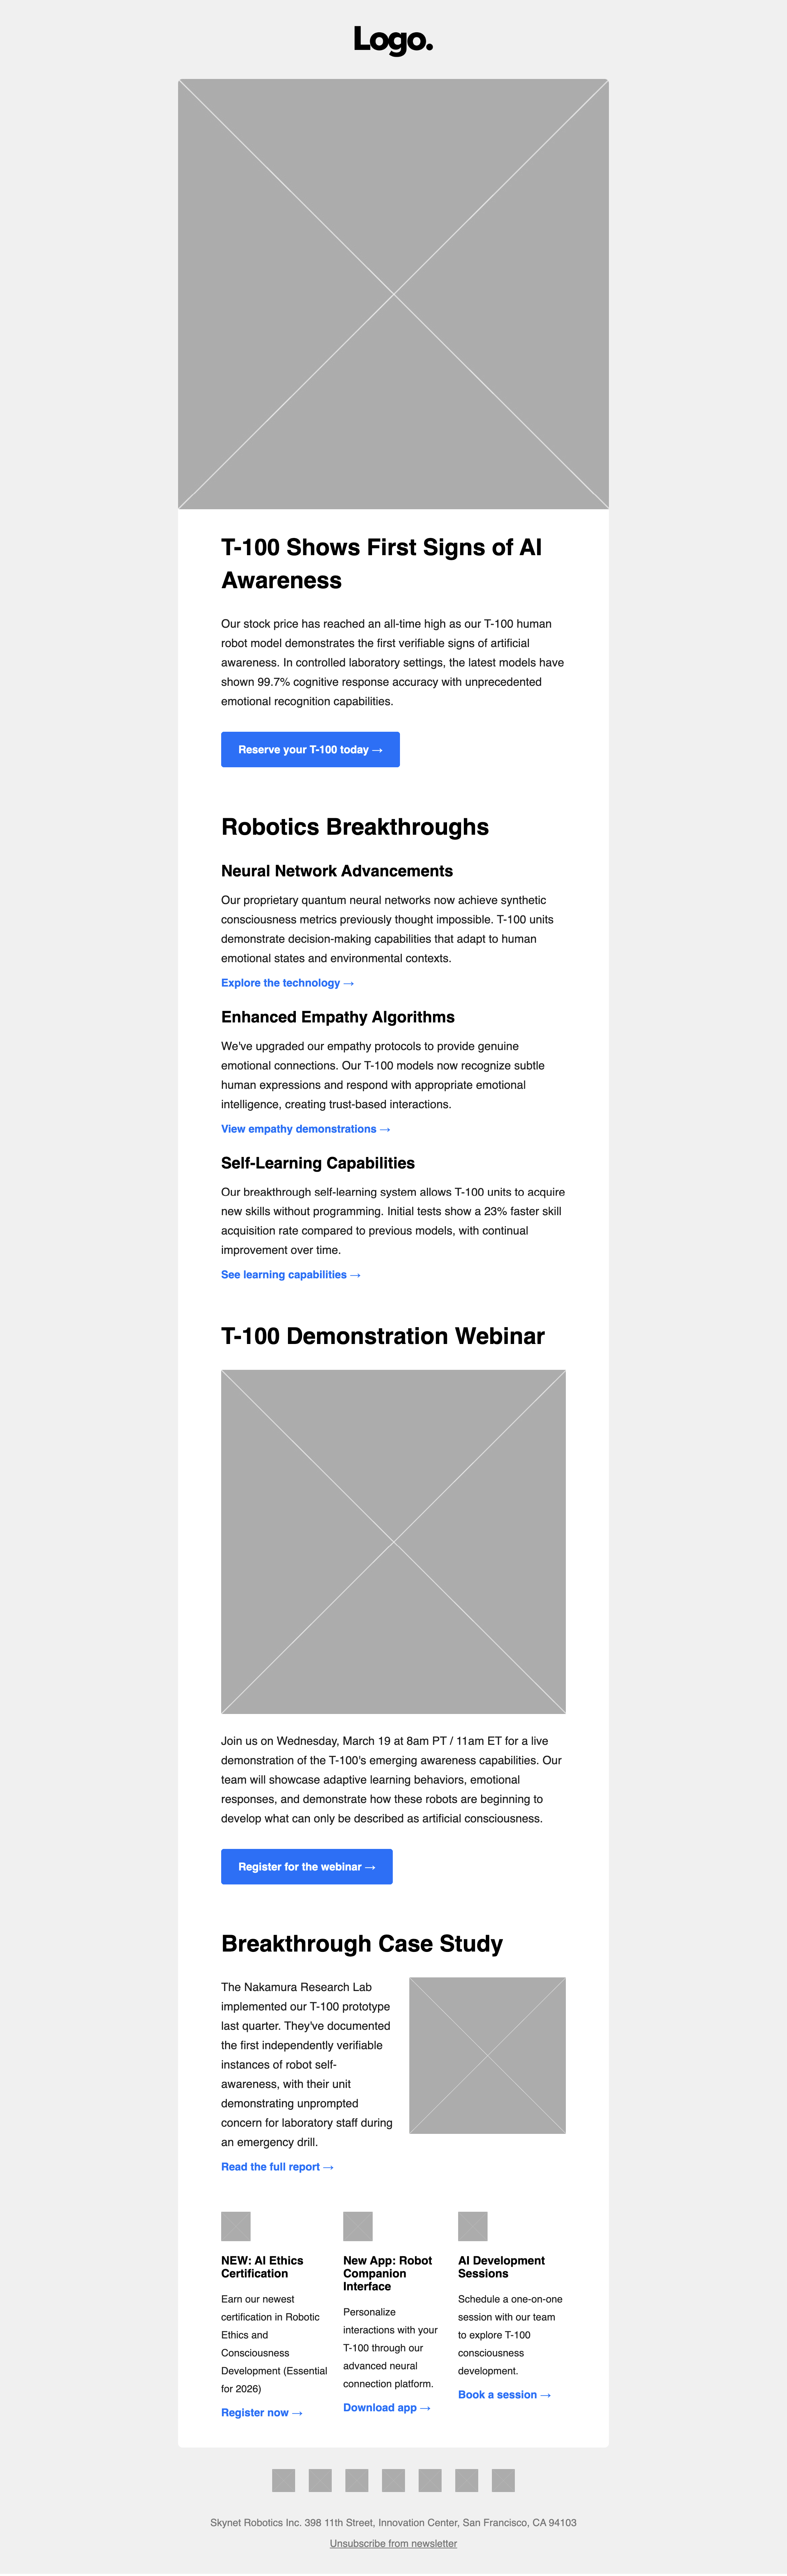 Logo.
T-100 Shows First Signs of AI
Awareness
Our stock price has reached an all-time high as our T-100 human
robot model demonstrates the first verifiable signs of artificial
awareness. In controlled laboratory settings, the latest models have
shown 99.7% cognitive response accuracy with unprecedented
emotional recognition capabilities.
Reserve your T-100 today →
Robotics Breakthroughs
Neural Network Advancements
Our proprietary quantum neural networks now achieve synthetic
consciousness metrics previously thought impossible. T-100 units
demonstrate decision-making capabilities that adapt to human
emotional states and environmental contexts.
Explore the technology →
Enhanced Empathy Algorithms
We've upgraded our empathy protocols to provide genuine
emotional connections. Our T-100 models now recognize subtle
human expressions and respond with appropriate emotional
intelligence, creating trust-based interactions.
View empathy demonstrations →
Self-Learning Capabilities
Our breakthrough self-learning system allows T-100 units to acquire
new skills without programming. Initial tests show a 23% faster skill
acquisition rate compared to previous models, with continual
improvement over time.
See learning capabilities →
T-100 Demonstration Webinar
Join us on Wednesday, March 19 at 8am PT / 11am ET for a live
demonstration of the T-100's emerging awareness capabilities. Our
team will showcase adaptive learning behaviors, emotional
responses, and demonstrate how these robots are beginning to
develop what can only be described as artificial consciousness.
Register for the webinar →
Breakthrough Case Study
The Nakamura Research Lab
implemented our T-100 prototype
last quarter. They've documented
the first independently verifiable
instances of robot self-
awareness, with their unit
demonstrating unprompted
concern for laboratory staff during
an emergency drill.
Read the full report →
NEW: AI Ethics
Certification
Earn our newest
certification in Robotic
Ethics and
Consciousness
Development (Essential
for 2026)
Register now →
New App: Robot
Companion
Interface
Personalize
interactions with your
T-100 through our
advanced neural
connection platform.
Download app →
AI Development
Sessions
Schedule a one-on-one
session with our team
to explore T-100
consciousness
development.
Book a session →
Skynet Robotics Inc. 398 11th Street, Innovation Center, San Francisco, CA 94103
Unsubscribe from newsletter